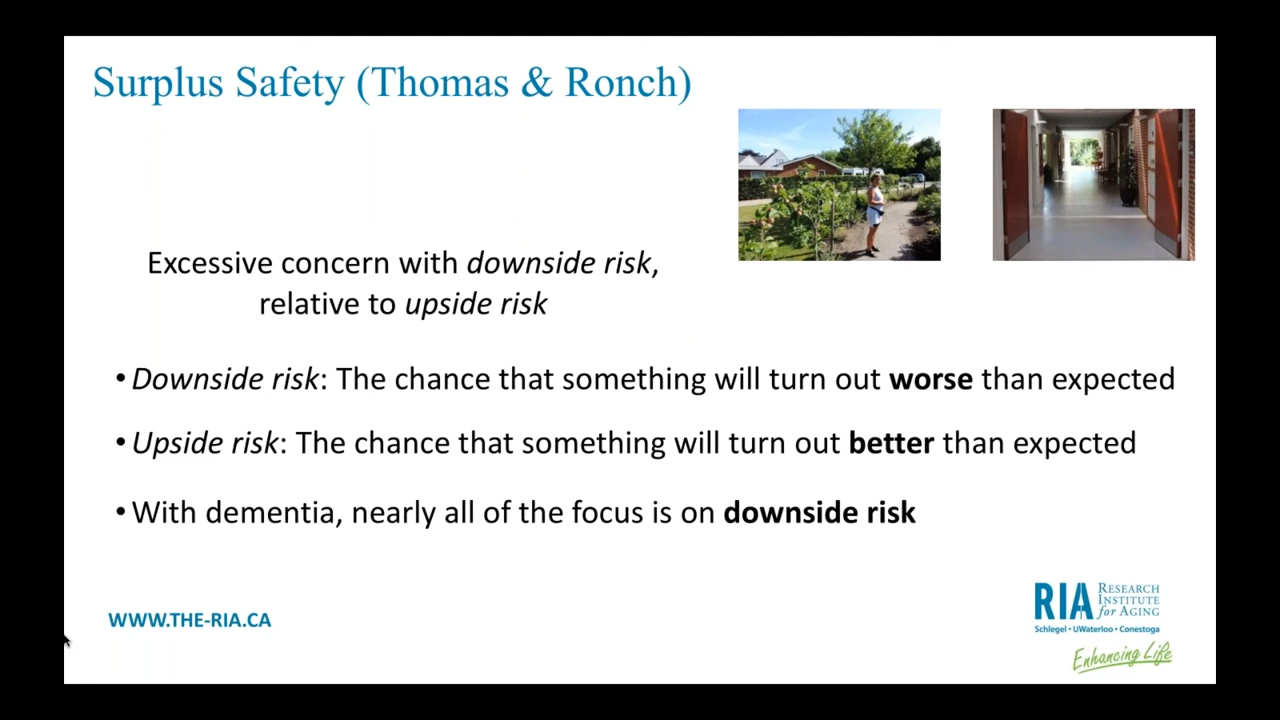 Surplus Safety (Thomas & Ronch)
Excessive concern with downside risk,
relative to upside risk
• Downside risk: The chance that something will turn out worse than expected
• Upside risk: The chance that something will turn out better than expected
• With dementia, nearly all of the focus is on downside risk
WWW.THE-RIA.CA
RIA RESEARCH
INSTITUTE
for AGING
Schlegel • UWaterloo • Conestoga
Enhancing Life